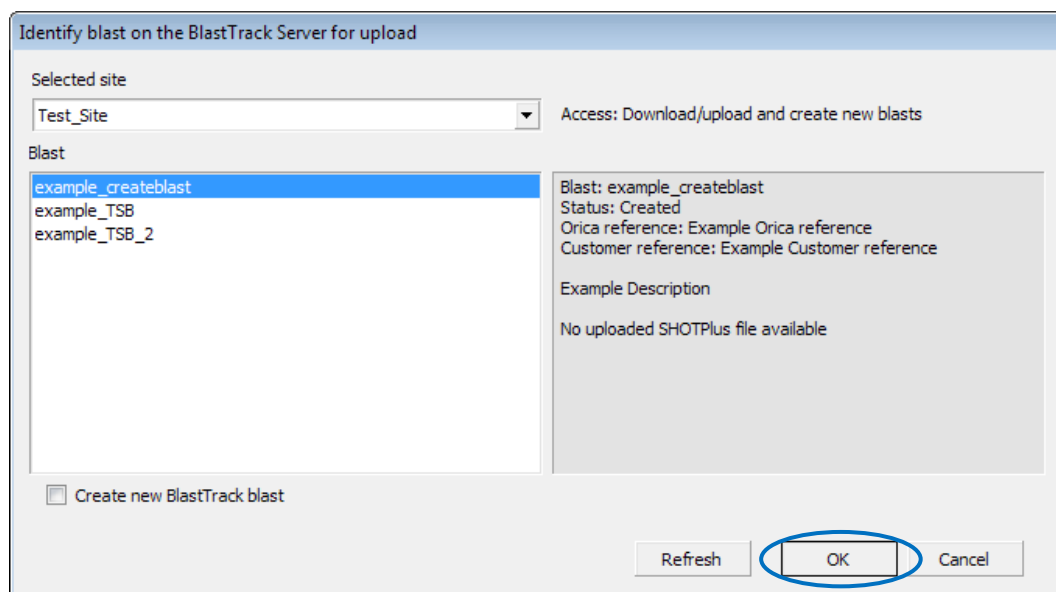 Identify blast on the BlastTrack Server for upload
Selected site
Test_Site
Access: Download/upload and create new blasts
Blast
example_createblast
example_TSB
example_TSB_2
Blast: example_createblast
Status: Created
Orica reference: Example Orica reference
Customer reference: Example Customer reference
Example Description
No uploaded SHOTPlus file available
Create new BlastTrack blast
Refresh
OK
Cancel